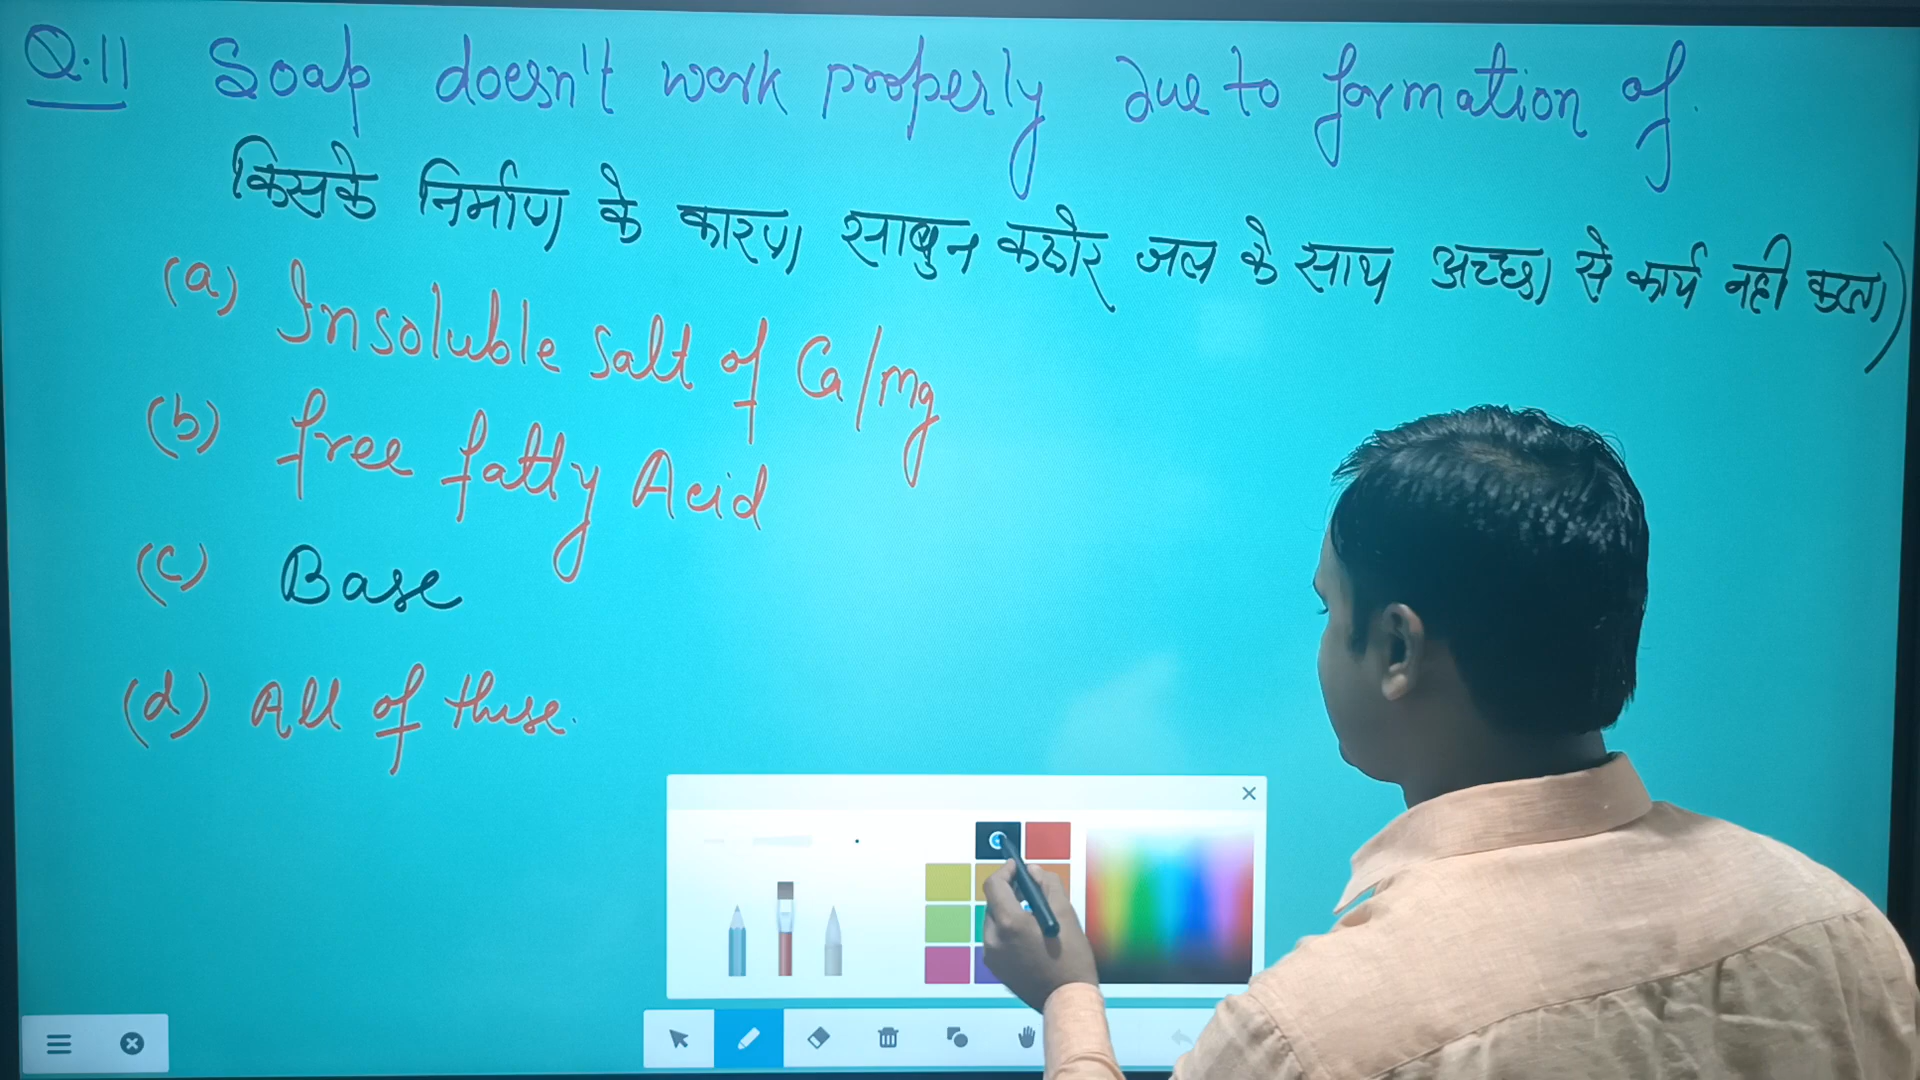 Q.11 Soap doesn't work properly due to formation of.
किसके निर्माण के कारण साबुन कठोर जल के साथ अच्छा से कार्य नही करता)
(a) Insoluble salt of Ca/Mg
(b) free fatty Acid
(c) Base
(d) All of these.